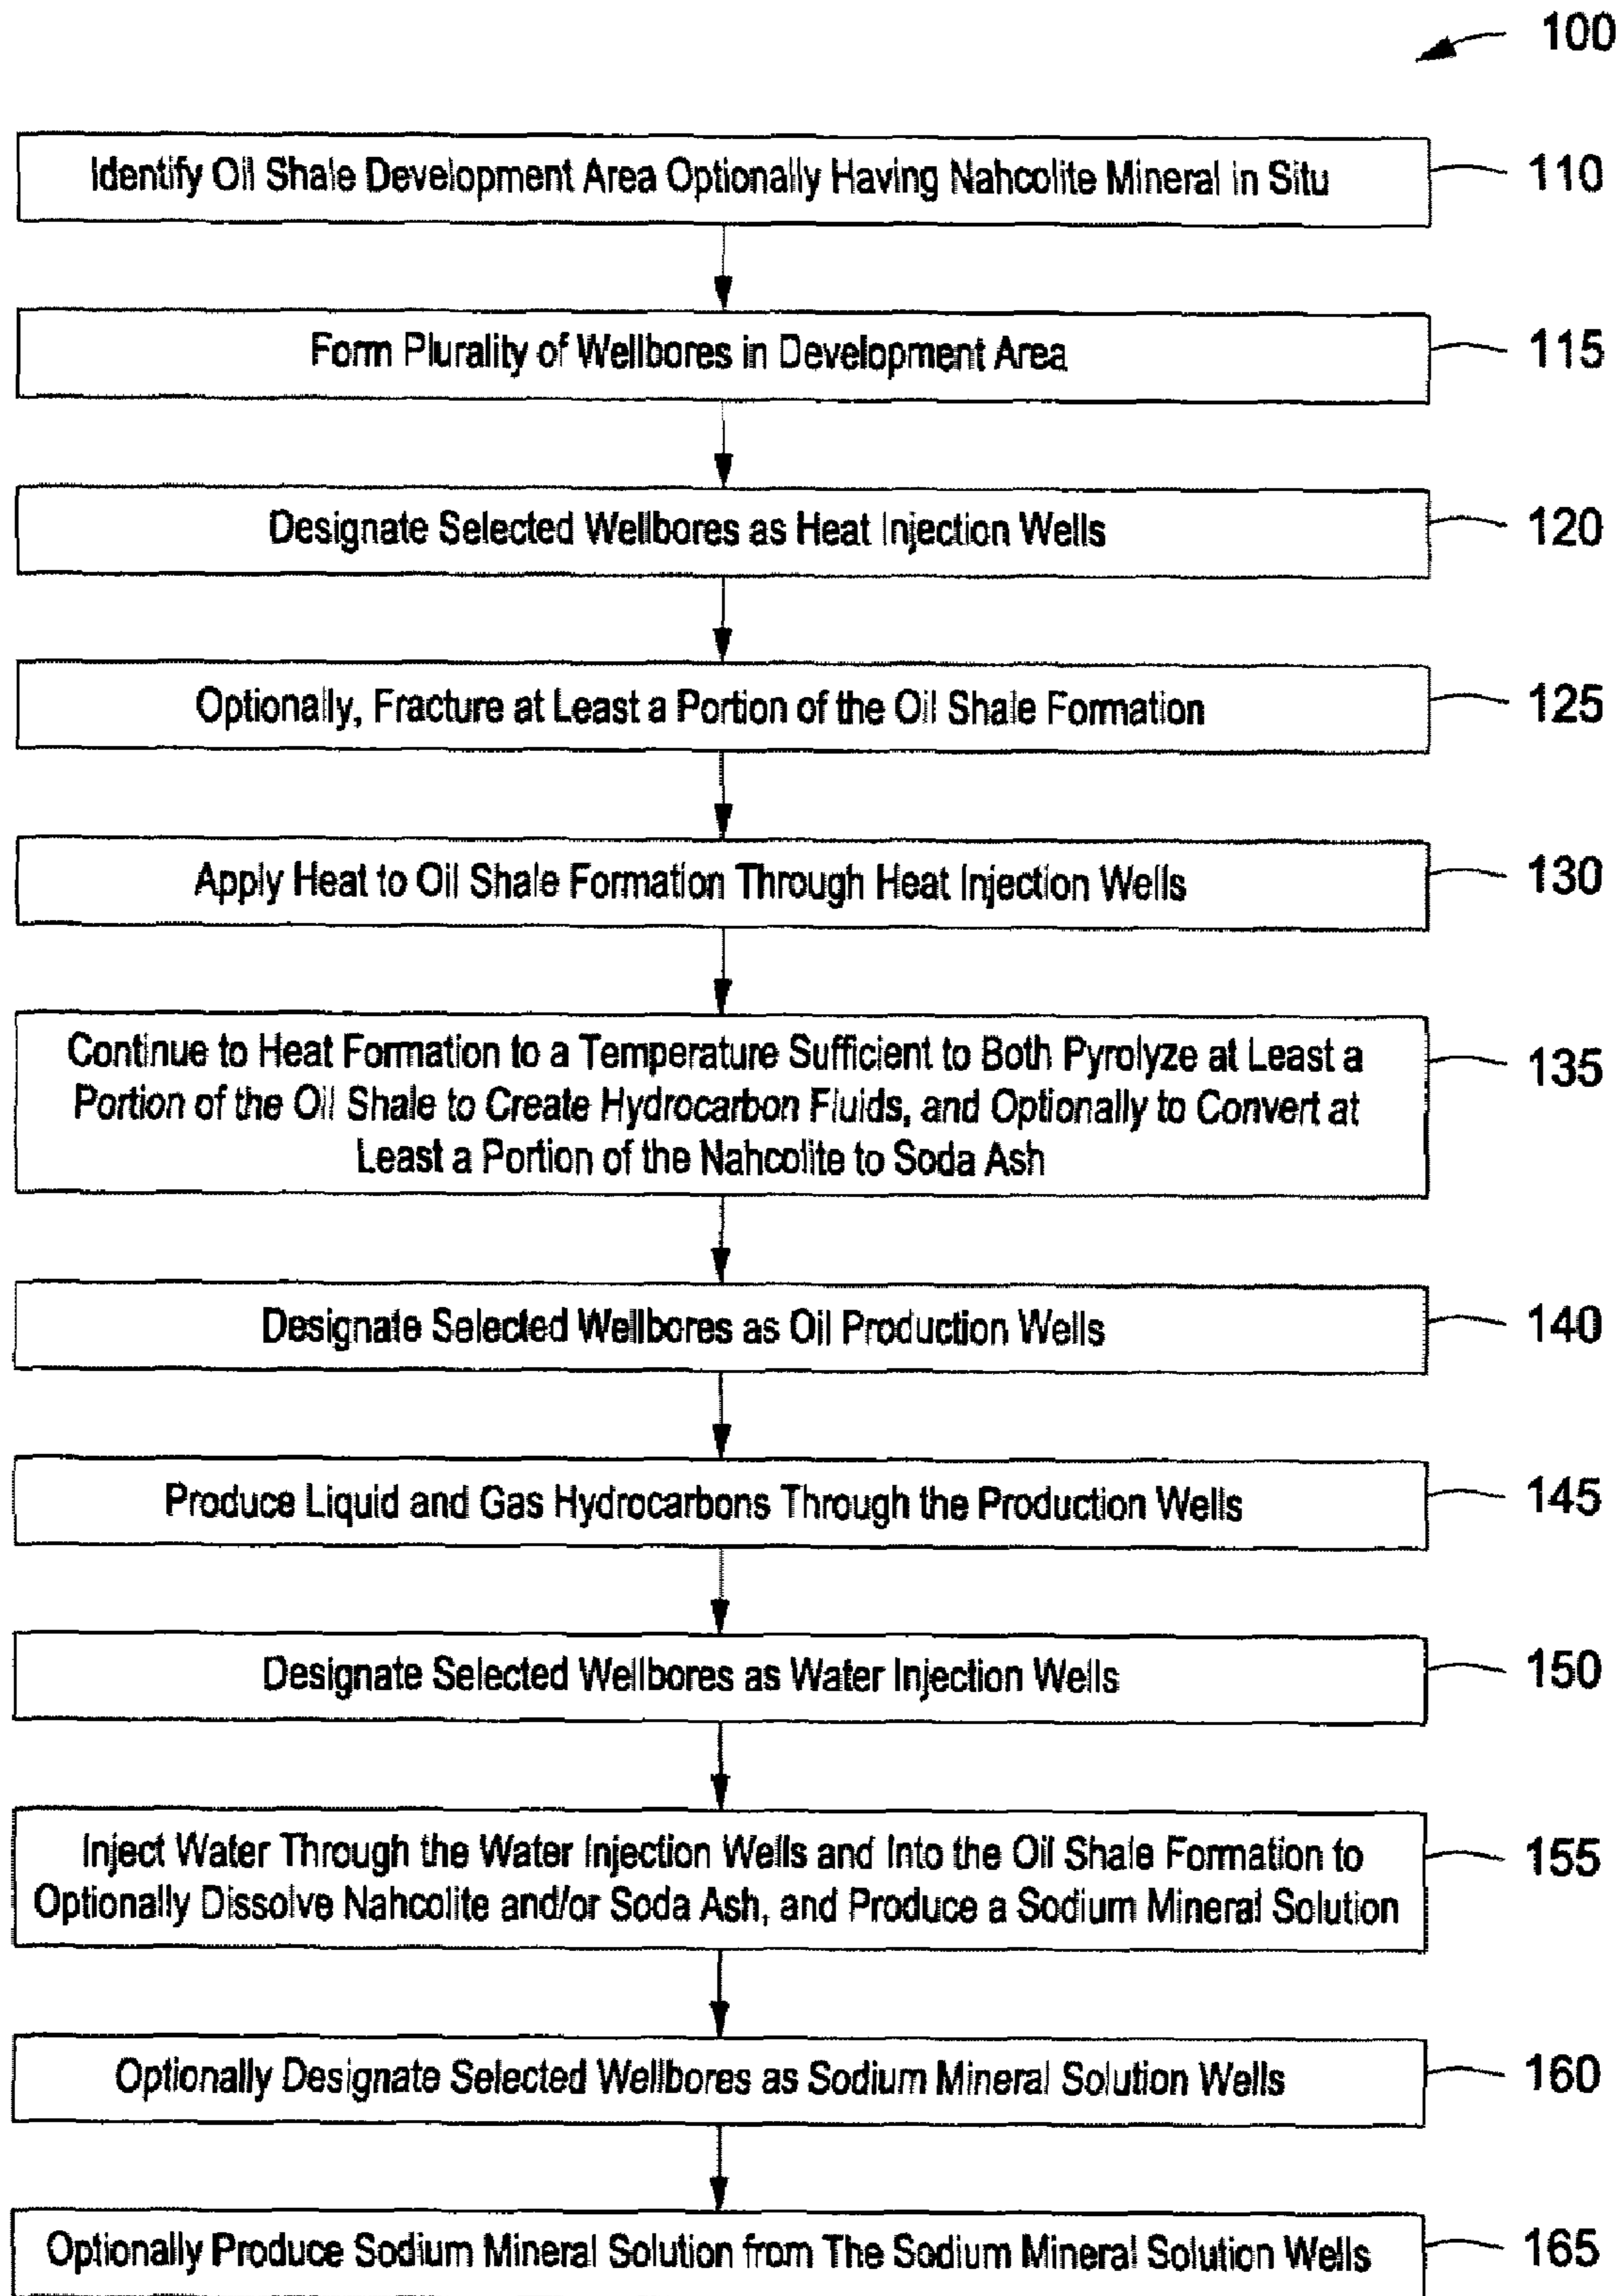 100
Identify Oil Shale Development Area Optionally Having Nahcolite Mineral in Situ 110
Form Plurality of Wellbores in Development Area 115
Designate Selected Wellbores as Heat Injection Wells 120
Optionally, Fracture at Least a Portion of the Oil Shale Formation 125
Apply Heat to Oil Shale Formation Through Heat Injection Wells 130
Continue to Heat Formation to a Temperature Sufficient to Both Pyrolyze at Least a
Portion of the Oil Shale to Create Hydrocarbon Fluids, and Optionally to Convert at
Least a Portion of the Nahcolite to Soda Ash
135
Designate Selected Wellbores as Oil Production Wells 140
Produce Liquid and Gas Hydrocarbons Through the Production Wells 145
Designate Selected Wellbores as Water Injection Wells 150
Inject Water Through the Water Injection Wells and Into the Oil Shale Formation to
Optionally Dissolve Nahcolite and/or Soda Ash, and Produce a Sodium Mineral Solution
155
Optionally Designate Selected Wellbores as Sodium Mineral Solution Wells 160
Optionally Produce Sodium Mineral Solution from The Sodium Mineral Solution Wells 165